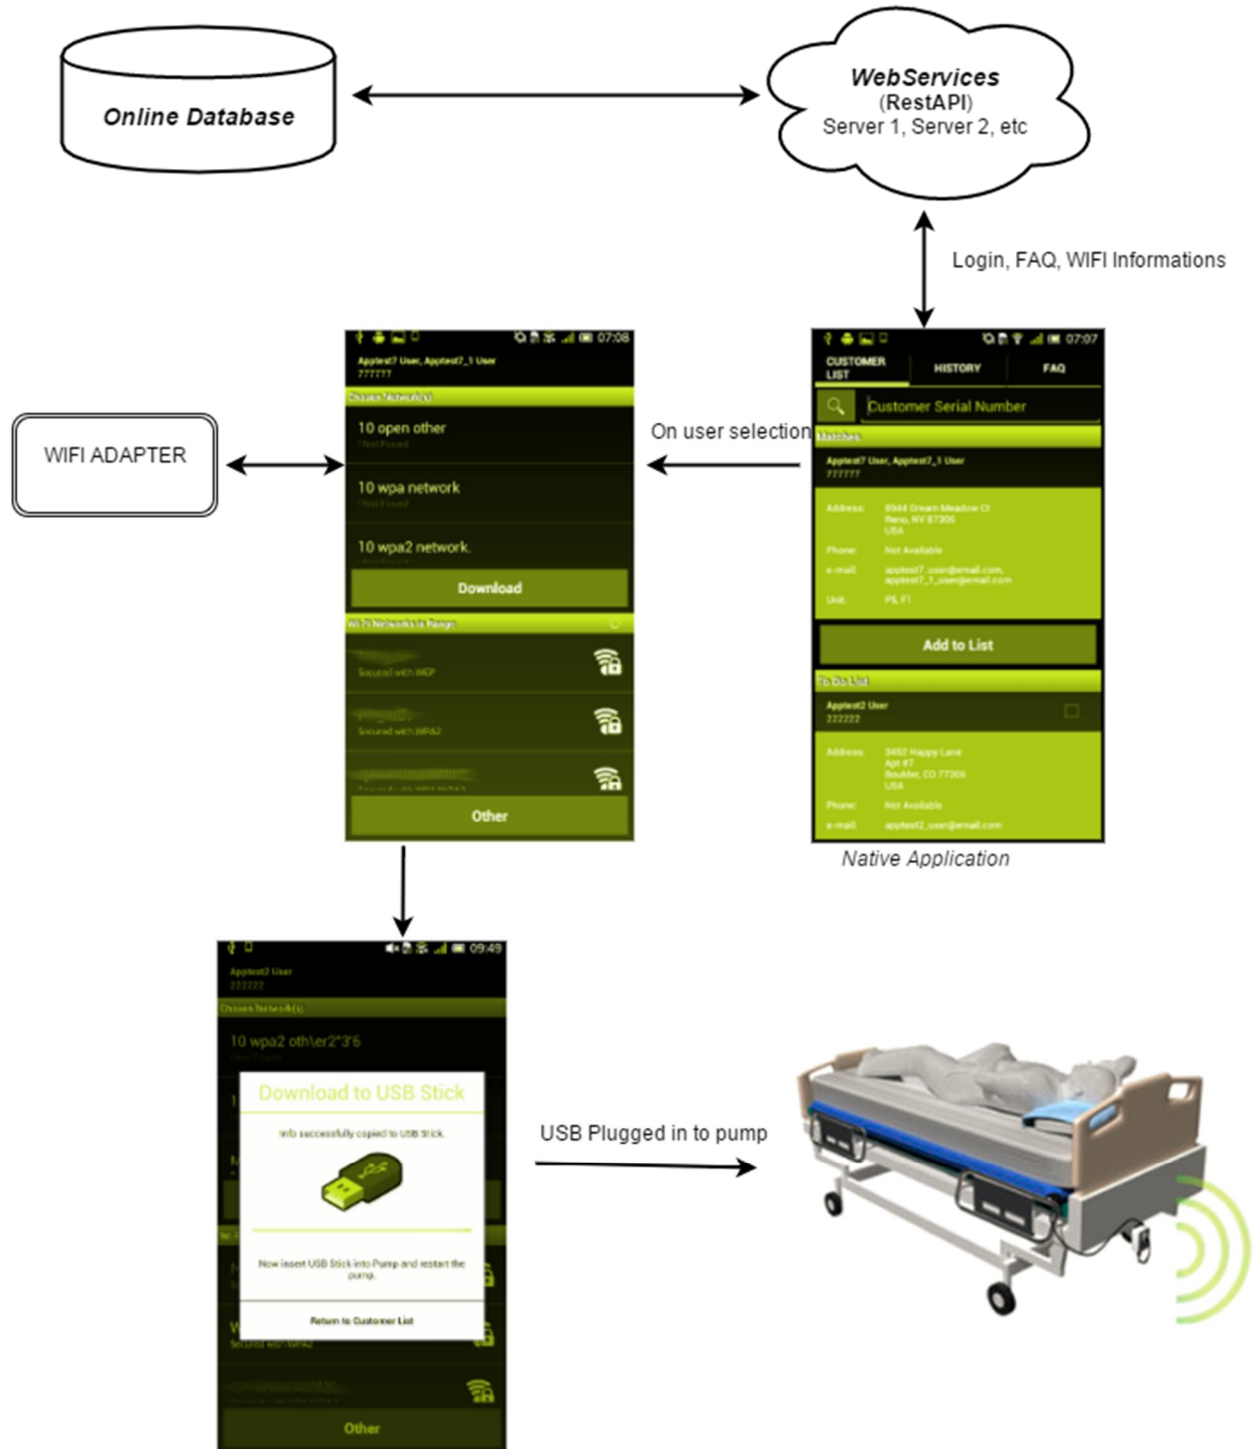 WebServices
(RestAPI)
Server 1, Server 2, etc
Online Database
Login, FAQ, WIFI Informations
07:08
Apptest7 User, Apptest7_1 User
777777
Chosen Network(s)
10 open other
! Not Found
10 wpa network
! Not Found
10 wpa2 network.
Download
Wi-Fi Networks in Range
Secured with WEP
Secured with WPA2
Other
WIFI ADAPTER
On user selection
07:07
CUSTOMER LIST
HISTORY
FAQ
Customer Serial Number
Matches
Apptest7 User, Apptest7_1 User
777777
Address: 8944 Dream Meadow Ct
Reno, NV 87306
USA
Phone: Not Available
e-mail: apptest7_user@email.com,
apptest7_1_user@email.com
Unit: P5, F1
Add to List
To Do List
Apptest2 User
222222
Address: 3452 Happy Lane
Apt #7
Boulder, CO 77306
USA
Phone: Not Available
e-mail: apptest2_user@email.com
Native Application
09:49
Apptest2 User
222222
Chosen Network(s)
10 wpa2 oth\er2*3'6
Download to USB Stick
Info successfully copied to USB Stick.
Now insert USB Stick into Pump and restart the
pump.
Return to Customer List
Secured with WPA2
Other
USB Plugged in to pump